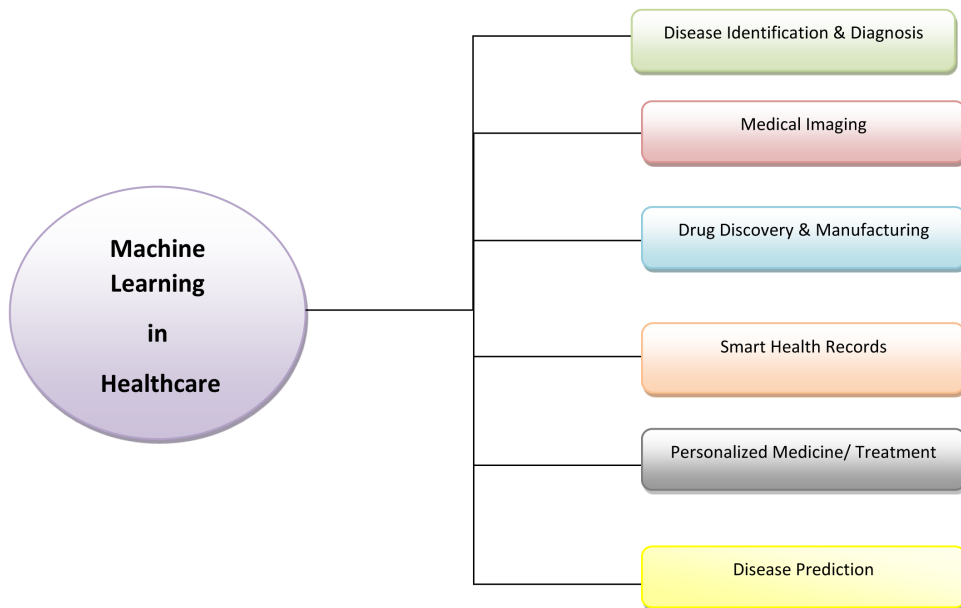 Disease Identification & Diagnosis
Medical Imaging
Drug Discovery & Manufacturing
Machine
Learning
in
Healthcare
Smart Health Records
Personalized Medicine/ Treatment
Disease Prediction